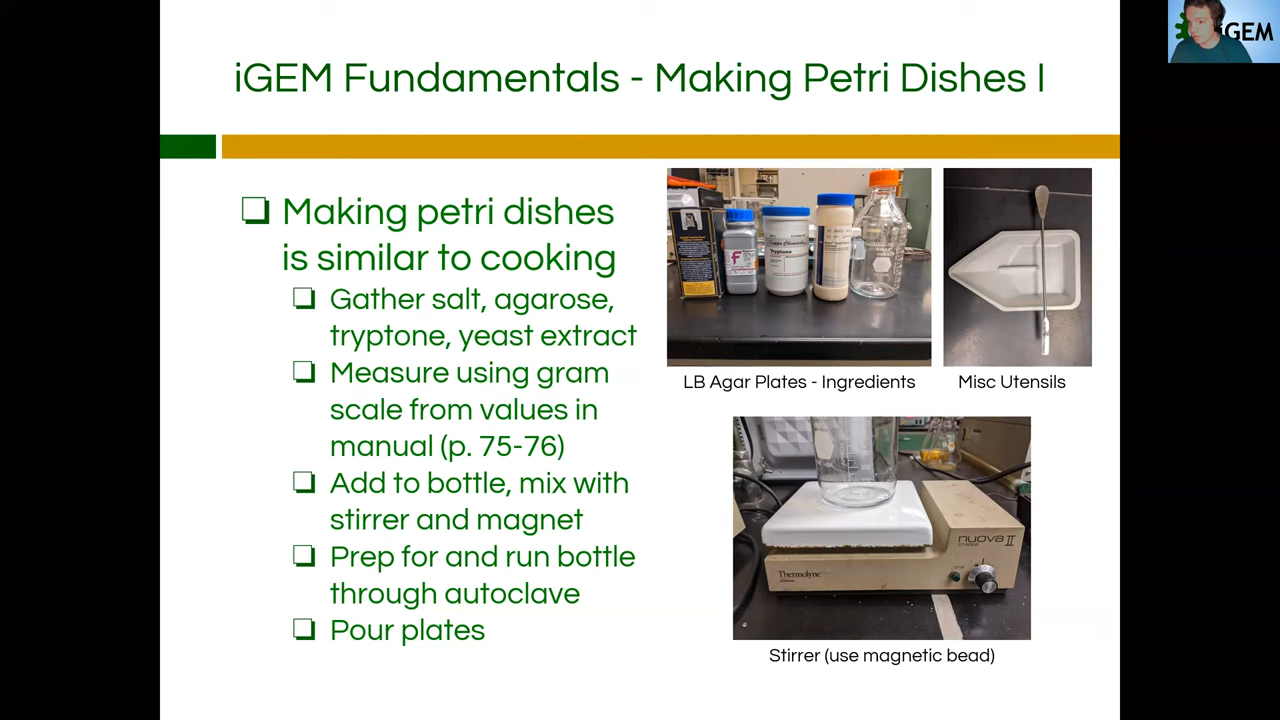 iGEM
iGEM Fundamentals - Making Petri Dishes I
Making petri dishes
is similar to cooking
Gather salt, agarose,
tryptone, yeast extract
Measure using gram
scale from values in
manual (p. 75-76)
Add to bottle, mix with
stirrer and magnet
Prep for and run bottle
through autoclave
Pour plates
Tryptone
LB Agar Plates - Ingredients
Misc Utensils
nuova II
Thermolyne
Stirrer (use magnetic bead)